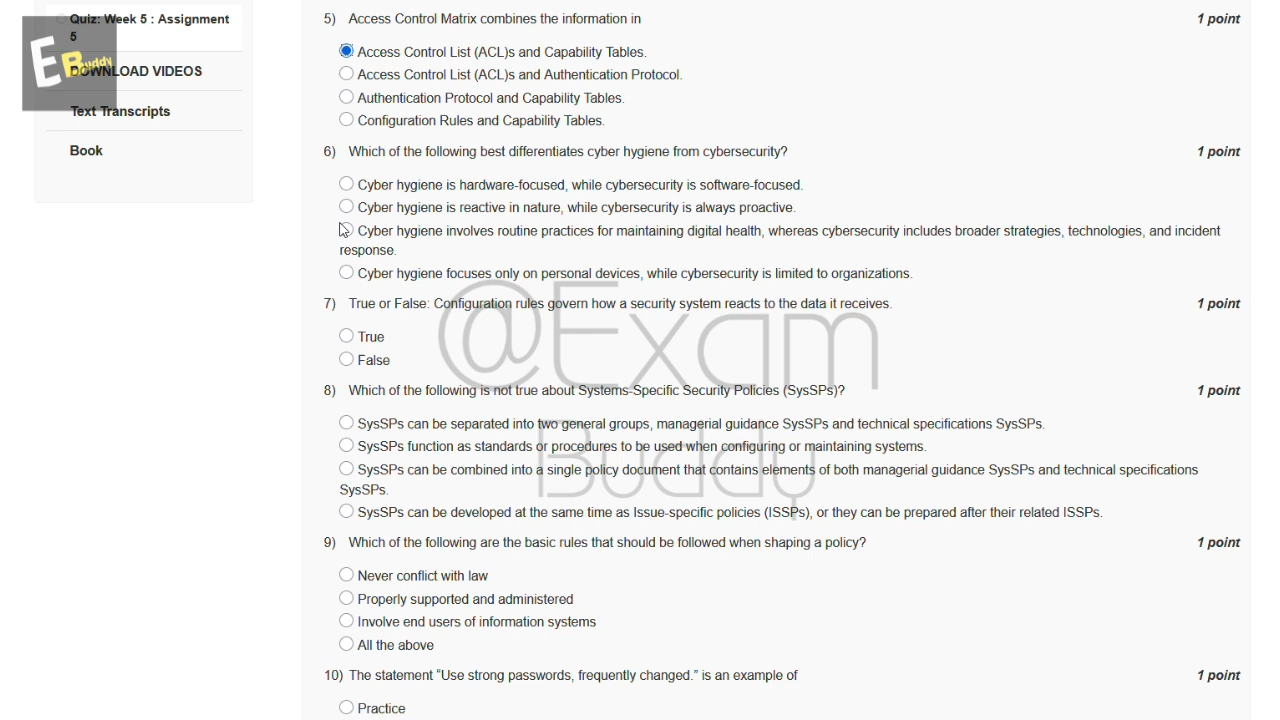 Quiz: Week 5 : Assignment
5
E
Buddy
DOWNLOAD VIDEOS
Text Transcripts
Book
5) Access Control Matrix combines the information in 1 point
Access Control List (ACL)s and Capability Tables.
Access Control List (ACL)s and Authentication Protocol.
Authentication Protocol and Capability Tables.
Configuration Rules and Capability Tables.
6) Which of the following best differentiates cyber hygiene from cybersecurity? 1 point
Cyber hygiene is hardware-focused, while cybersecurity is software-focused.
Cyber hygiene is reactive in nature, while cybersecurity is always proactive.
Cyber hygiene involves routine practices for maintaining digital health, whereas cybersecurity includes broader strategies, technologies, and incident
response.
Cyber hygiene focuses only on personal devices, while cybersecurity is limited to organizations.
7) True or False: Configuration rules govern how a security system reacts to the data it receives. 1 point
True
False
@Exam
Buddy
8) Which of the following is not true about Systems-Specific Security Policies (SysSPs)? 1 point
SysSPs can be separated into two general groups, managerial guidance SysSPs and technical specifications SysSPs.
SysSPs function as standards or procedures to be used when configuring or maintaining systems.
SysSPs can be combined into a single policy document that contains elements of both managerial guidance SysSPs and technical specifications
SysSPs.
SysSPs can be developed at the same time as Issue-specific policies (ISSPs), or they can be prepared after their related ISSPs.
9) Which of the following are the basic rules that should be followed when shaping a policy? 1 point
Never conflict with law
Properly supported and administered
Involve end users of information systems
All the above
10) The statement “Use strong passwords, frequently changed.” is an example of 1 point
Practice